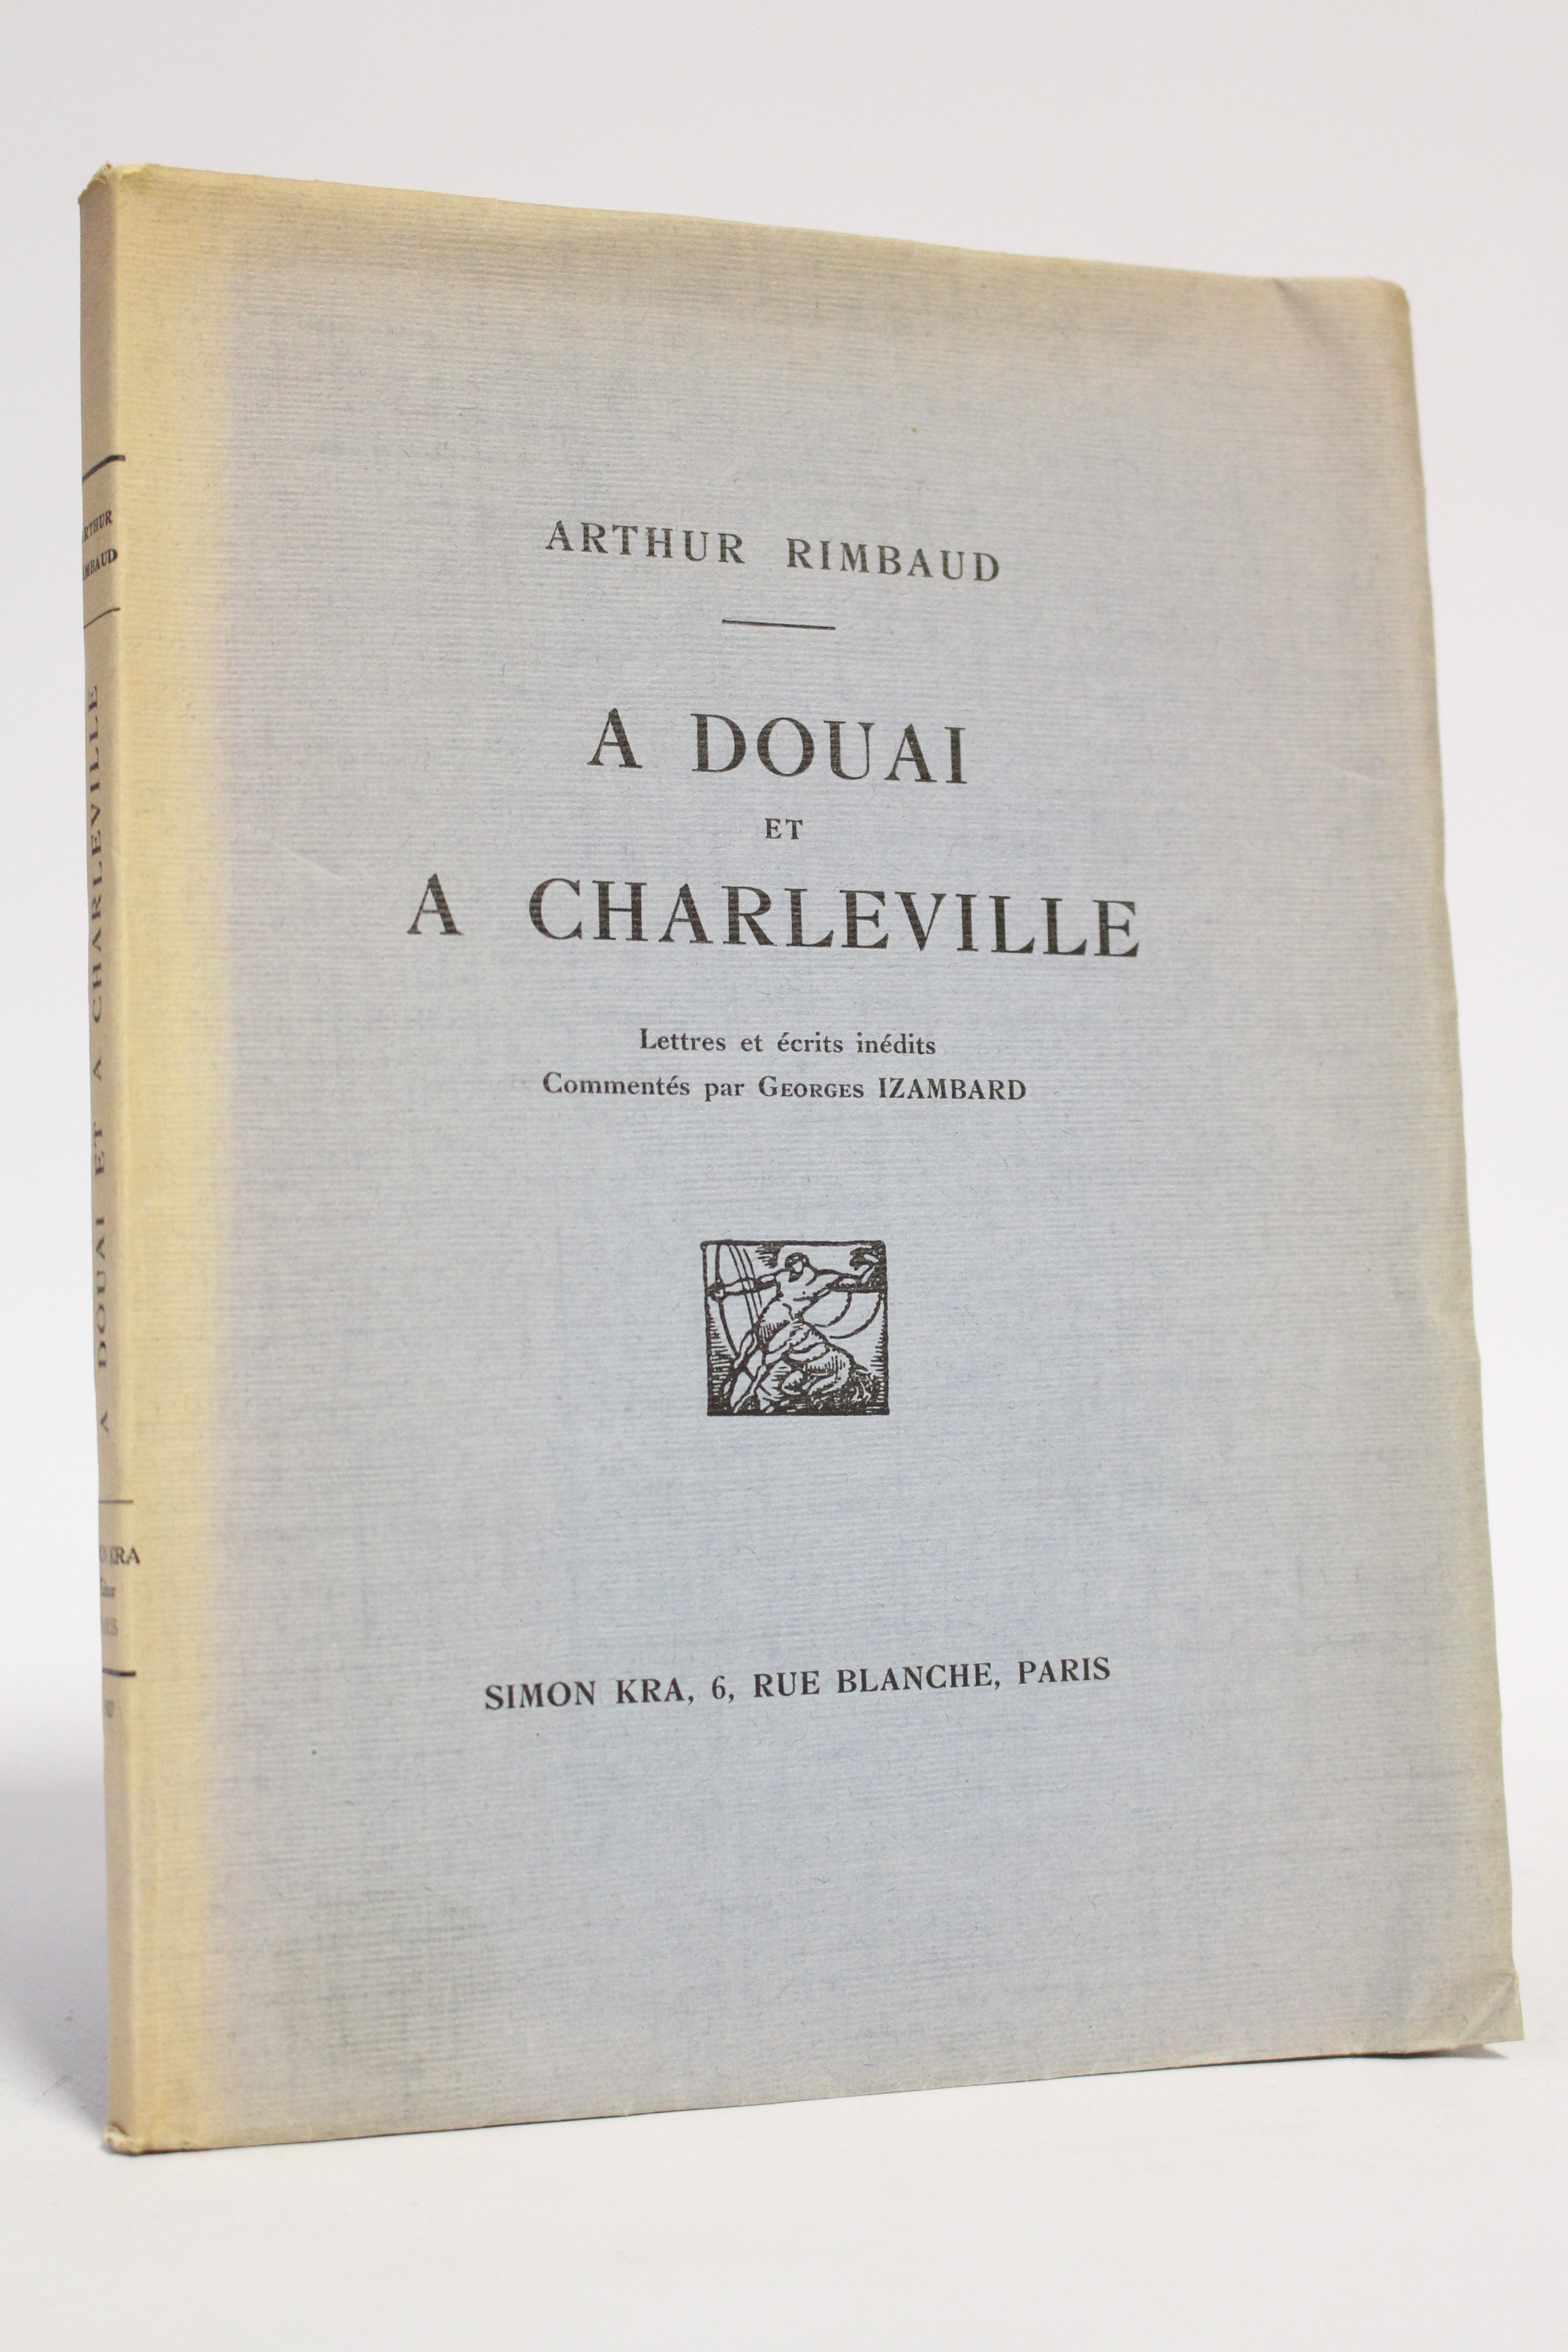 ARTHUR RIMBAUD
A DOUAI
ET
A CHARLEVILLE
Lettres et écrits inédits
Commentés par GEORGES IZAMBARD
SIMON KRA, 6, RUE BLANCHE, PARIS
A DOUAI ET A CHARLEVILLE
KRA